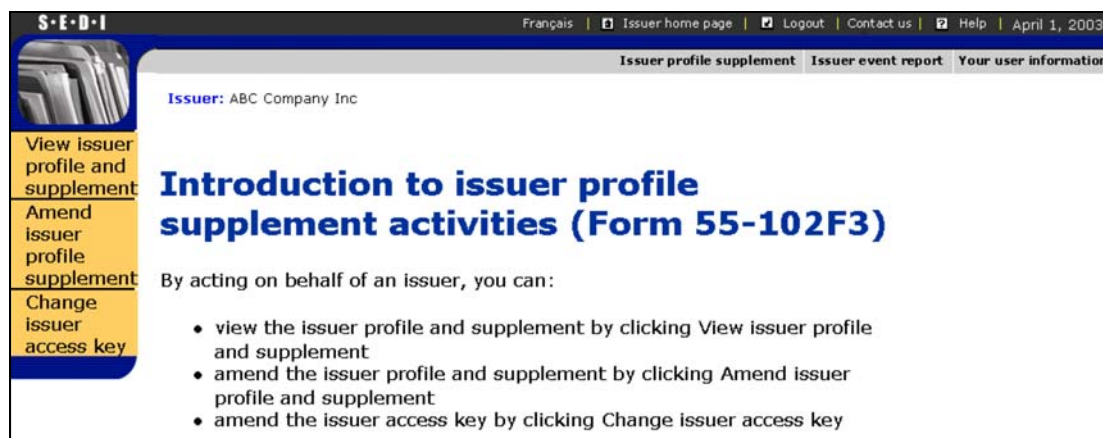 S•E•D•I
Français | Issuer home page | Logout | Contact us | Help | April 1, 2003
Issuer profile supplement Issuer event report Your user information
Issuer: ABC Company Inc
View issuer
profile and
supplement
Amend
issuer
profile
supplement
Change
issuer
access key
Introduction to issuer profile
supplement activities (Form 55-102F3)
By acting on behalf of an issuer, you can:
• view the issuer profile and supplement by clicking View issuer profile
and supplement
• amend the issuer profile and supplement by clicking Amend issuer
profile and supplement
• amend the issuer access key by clicking Change issuer access key